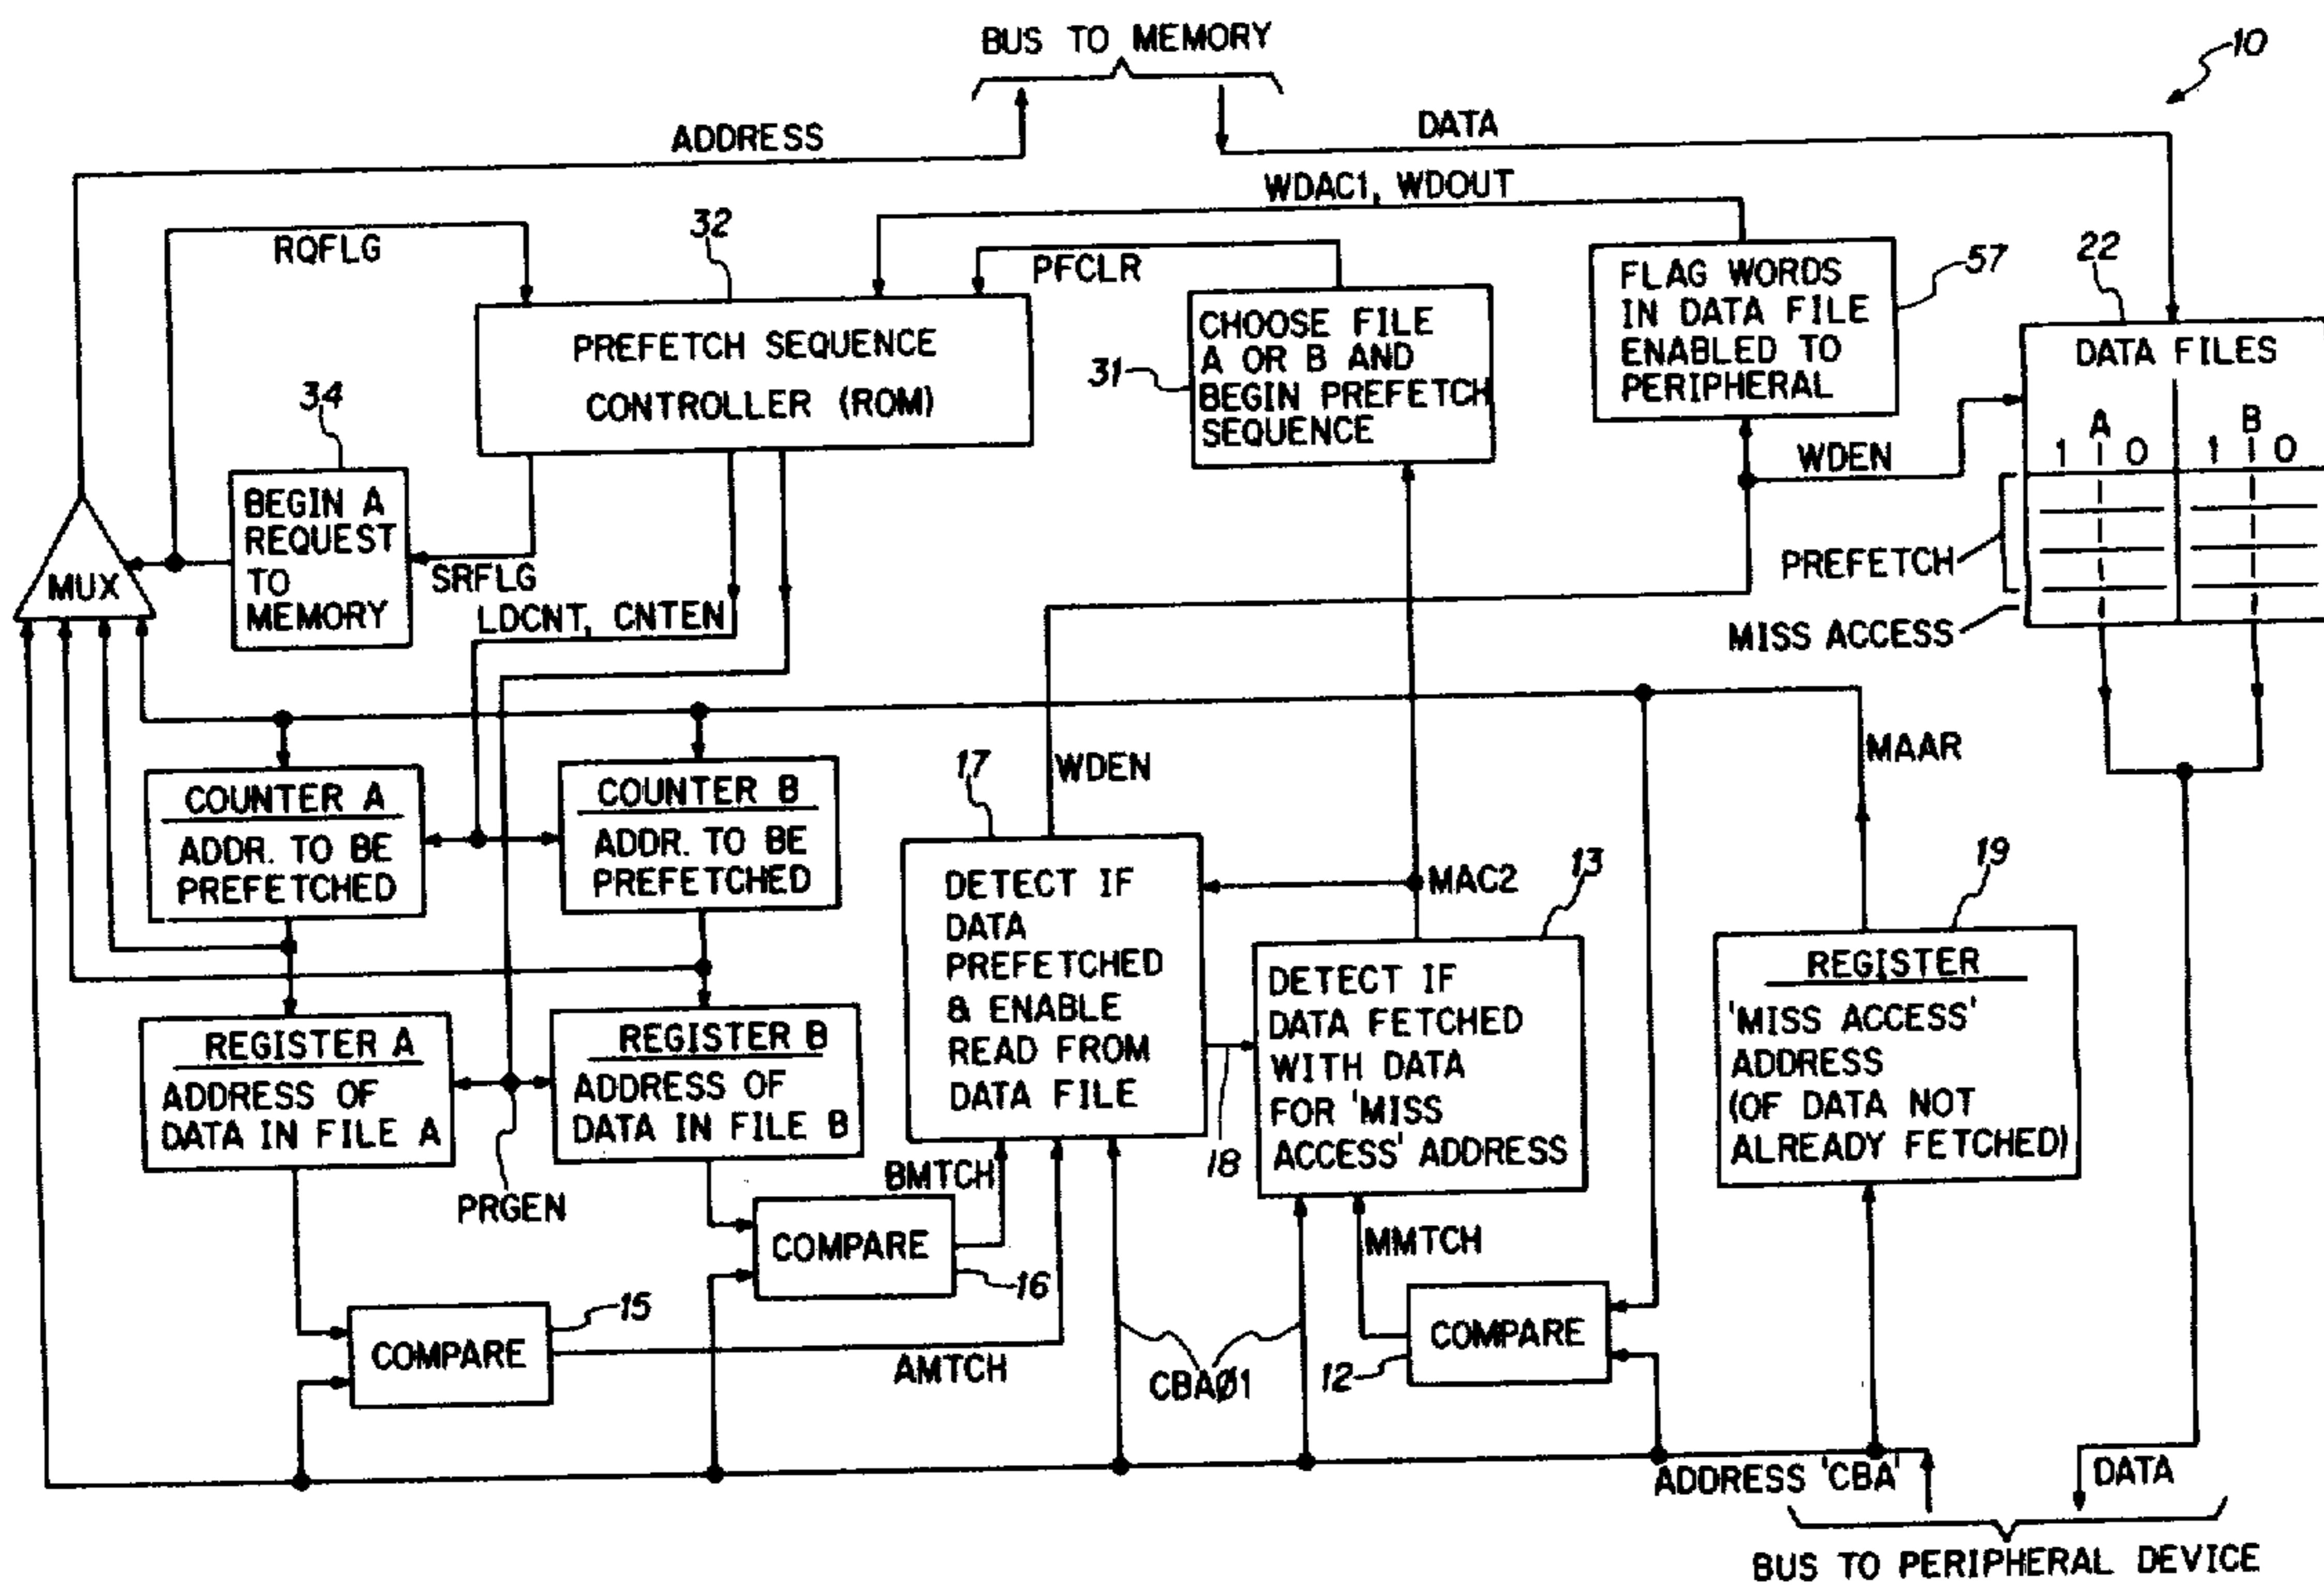 BUS TO MEMORY
10
ADDRESS
DATA
WDAC1, WDOUT
RQFLG
32
PFCLR
57
22
PREFETCH SEQUENCE
CONTROLLER (ROM)
31
CHOOSE FILE
A OR B AND
BEGIN PREFETCH
SEQUENCE
FLAG WORDS
IN DATA FILE
ENABLED TO
PERIPHERAL
DATA FILES
A B
1 0 1 0
WDEN
34
BEGIN A
REQUEST
TO
MEMORY
MUX
SRFLG
LDCNT, CNTEN
PREFETCH
MISS ACCESS
MAAR
17
WDEN
COUNTER A
ADDR. TO BE
PREFETCHED
COUNTER B
ADDR. TO BE
PREFETCHED
DETECT IF
DATA
PREFETCHED
& ENABLE
READ FROM
DATA FILE
MAC2
13
19
DETECT IF
DATA FETCHED
WITH DATA
FOR 'MISS
ACCESS' ADDRESS
REGISTER
'MISS ACCESS'
ADDRESS
(OF DATA NOT
ALREADY FETCHED)
REGISTER A
ADDRESS OF
DATA IN FILE A
REGISTER B
ADDRESS OF
DATA IN FILE B
18
PRGEN
BMTCH
COMPARE
16
MMTCH
15
COMPARE
AMTCH
CBAØ1
12
COMPARE
ADDRESS 'CBA'
DATA
BUS TO PERIPHERAL DEVICE